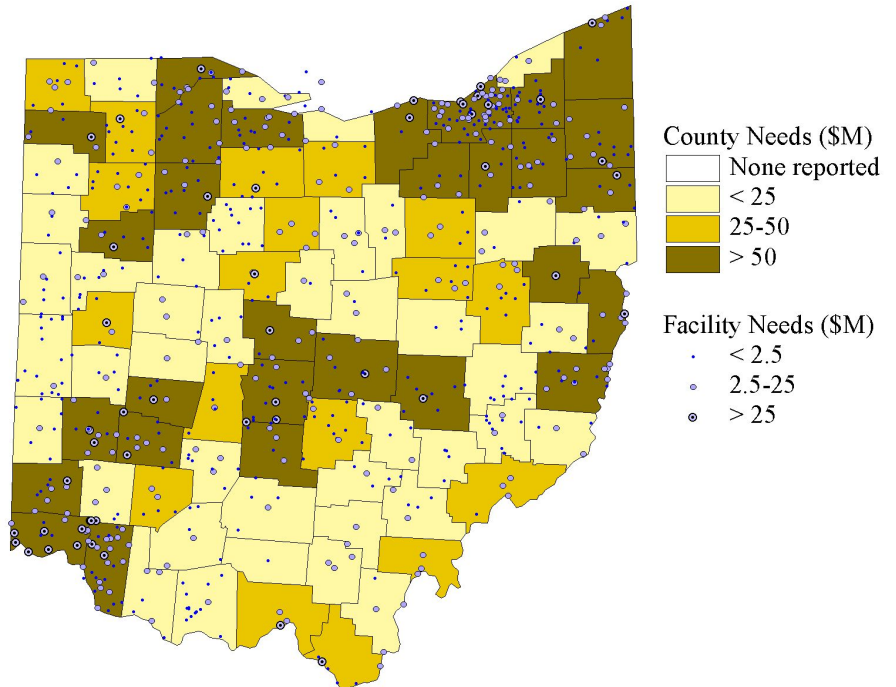 County Needs ($M)
None reported
< 25
25-50
> 50
Facility Needs ($M)
< 2.5
2.5-25
> 25